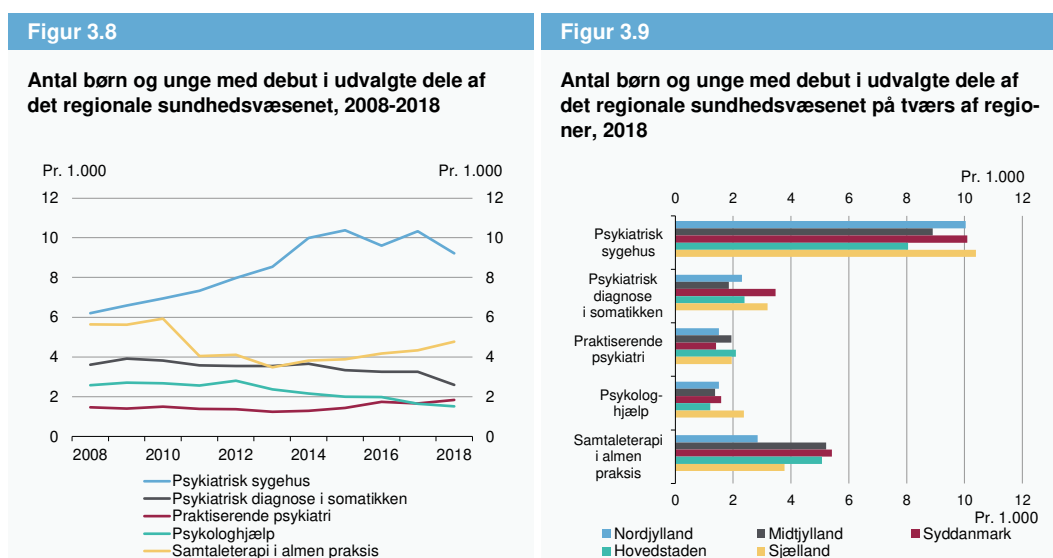 Figur 3.8
Antal børn og unge med debut i udvalgte dele af
det regionale sundhedsvæsenet, 2008-2018
Pr. 1.000
Pr. 1.000
12
12
10
10
8
8
6
6
4
4
2
2
0
0
2008
2010
2012
2014
2016
2018
Psykiatrisk sygehus
Psykiatrisk diagnose i somatikken
Praktiserende psykiatri
Psykologhjælp
Samtaleterapi i almen praksis
Figur 3.9
Antal børn og unge med debut i udvalgte dele af
det regionale sundhedsvæsenet på tværs af regio-
ner, 2018
Pr. 1.000
0 2 4 6 8 10 12
Psykiatrisk
sygehus
Psykiatrisk
diagnose
i somatikken
Praktiserende
psykiatri
Psykolog-
hjælp
Samtaleterapi
i almen
praksis
0 2 4 6 8 10 12
Pr. 1.000
Nordjylland
Midtjylland
Syddanmark
Hovedstaden
Sjælland